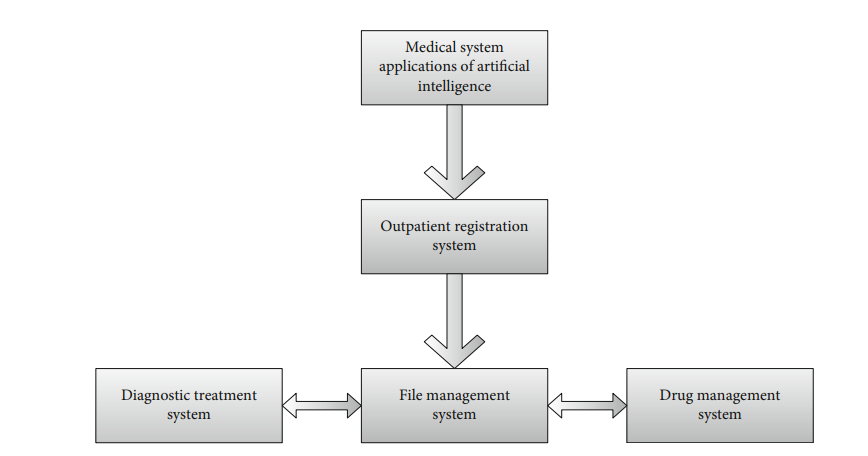 Medical system
applications of artificial
intelligence
Outpatient registration
system
Diagnostic treatment
system
File management
system
Drug management
system